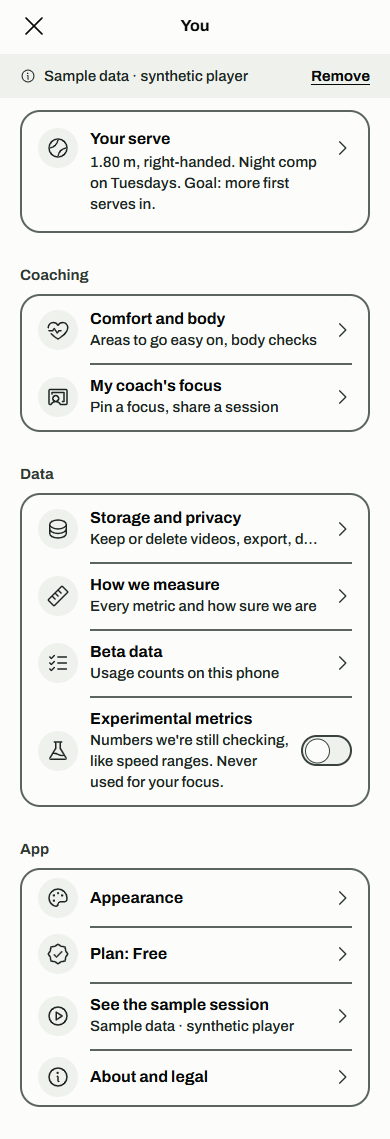 You
Sample data · synthetic player
Remove
Your serve
1.80 m, right-handed. Night comp
on Tuesdays. Goal: more first
serves in.
Coaching
Comfort and body
Areas to go easy on, body checks
My coach's focus
Pin a focus, share a session
Data
Storage and privacy
Keep or delete videos, export, d...
How we measure
Every metric and how sure we are
Beta data
Usage counts on this phone
Experimental metrics
Numbers we're still checking,
like speed ranges. Never
used for your focus.
App
Appearance
Plan: Free
See the sample session
Sample data · synthetic player
About and legal